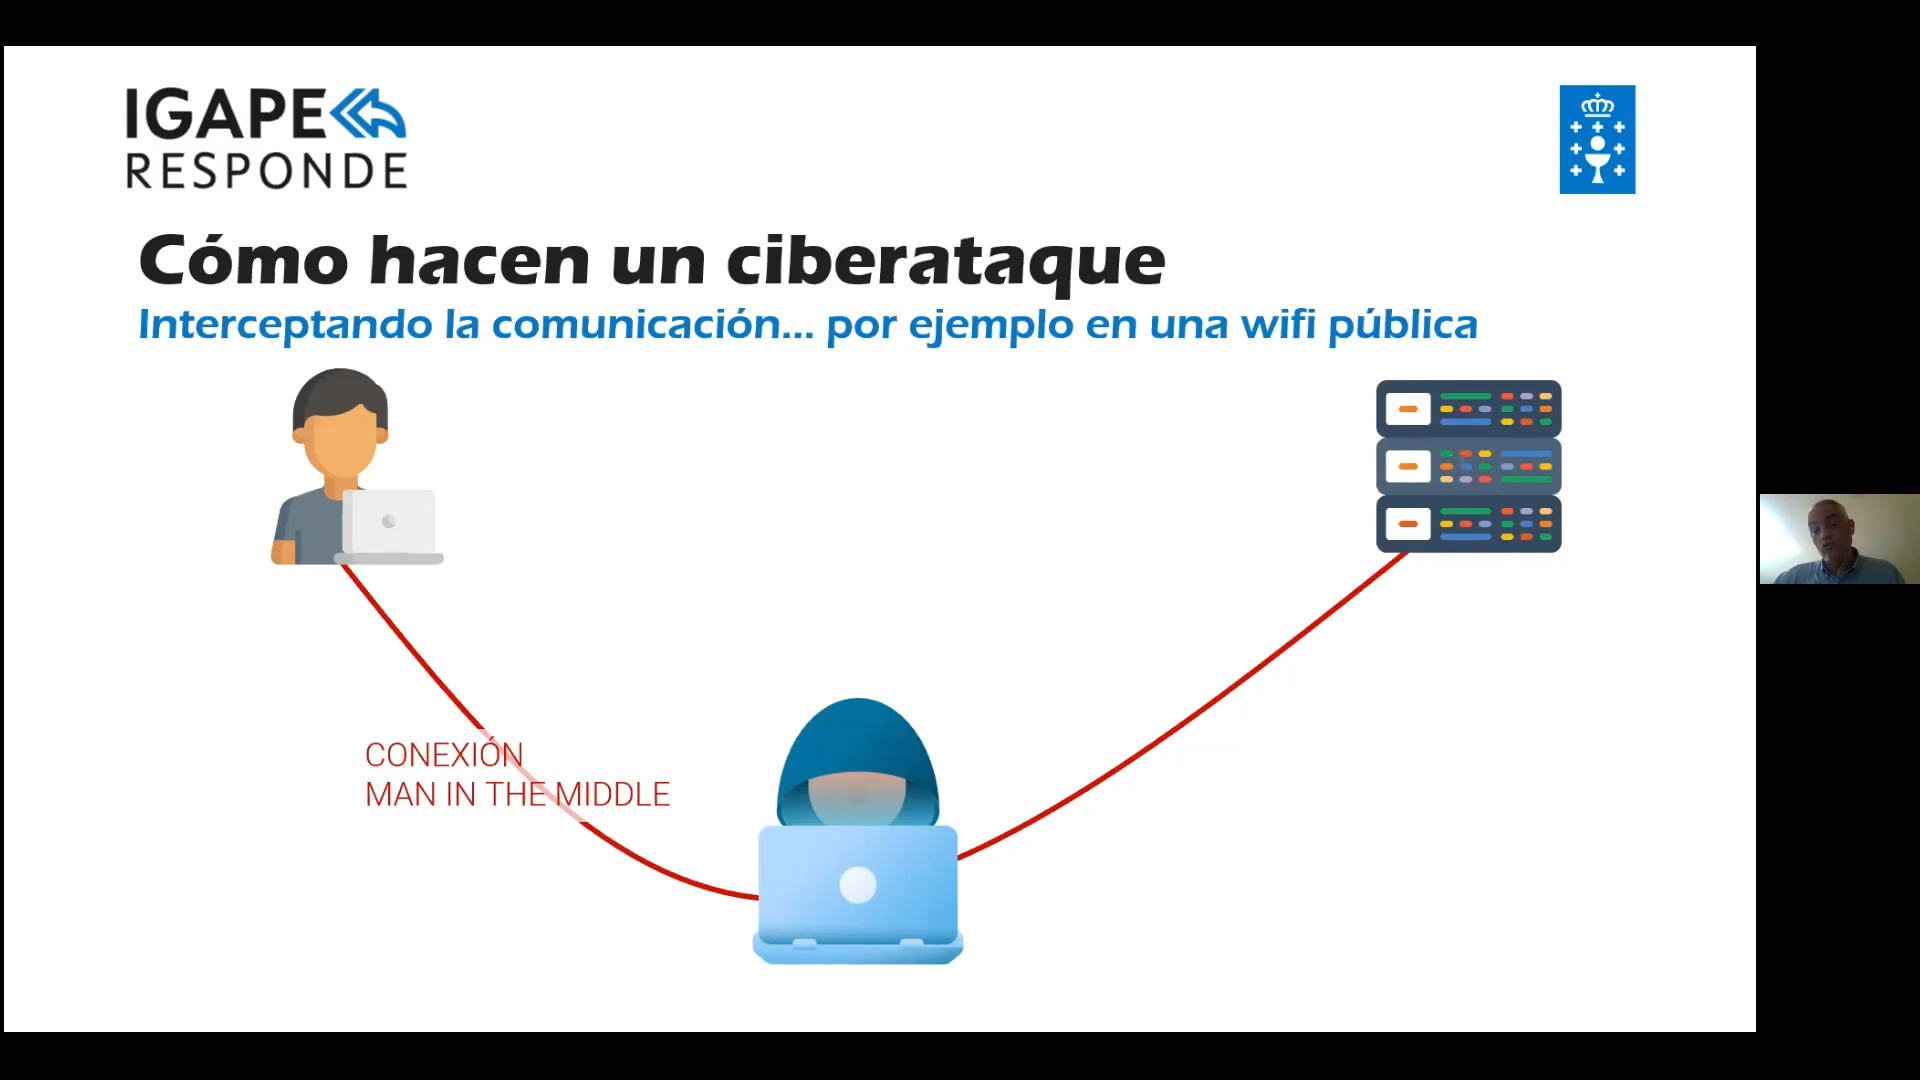 IGAPE
RESPONDE
Cómo hacen un ciberataque
Interceptando la comunicación... por ejemplo en una wifi pública
CONEXIÓN
MAN IN THE MIDDLE